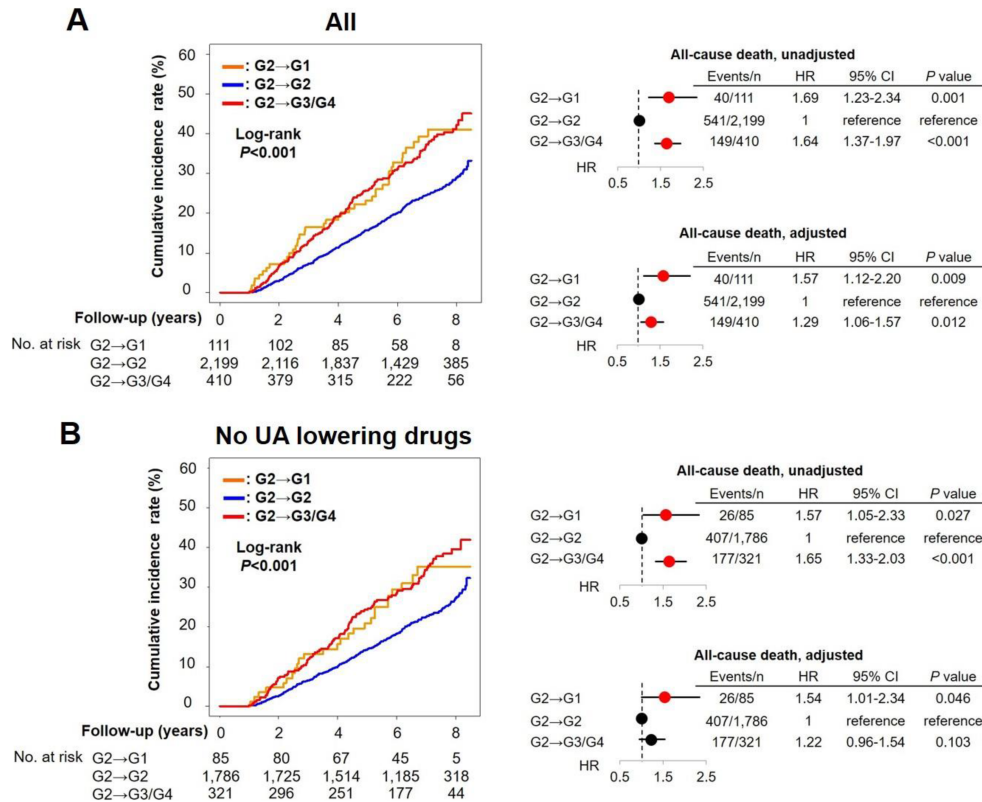 A
All
Cumulative incidence rate (%)
60
50
40
30
20
10
0
: G2→G1
: G2→G2
: G2→G3/G4
Log-rank
P<0.001
Follow-up (years) 0 2 4 6 8
No. at risk G2→G1 111 102 85 58 8
G2→G2 2,199 2,116 1,837 1,429 385
G2→G3/G4 410 379 315 222 56
All-cause death, unadjusted
Events/n HR 95% CI P value
G2→G1 40/111 1.69 1.23-2.34 0.001
G2→G2 541/2,199 1 reference reference
G2→G3/G4 149/410 1.64 1.37-1.97 <0.001
HR
0.5 1.5 2.5
All-cause death, adjusted
Events/n HR 95% CI P value
G2→G1 40/111 1.57 1.12-2.20 0.009
G2→G2 541/2,199 1 reference reference
G2→G3/G4 149/410 1.29 1.06-1.57 0.012
HR
0.5 1.5 2.5
B
No UA lowering drugs
Cumulative incidence rate (%)
60
50
40
30
20
10
0
: G2→G1
: G2→G2
: G2→G3/G4
Log-rank
P<0.001
Follow-up (years) 0 2 4 6 8
No. at risk G2→G1 85 80 67 45 5
G2→G2 1,786 1,725 1,514 1,185 318
G2→G3/G4 321 296 251 177 44
All-cause death, unadjusted
Events/n HR 95% CI P value
G2→G1 26/85 1.57 1.05-2.33 0.027
G2→G2 407/1,786 1 reference reference
G2→G3/G4 177/321 1.65 1.33-2.03 <0.001
HR
0.5 1.5 2.5
All-cause death, adjusted
Events/n HR 95% CI P value
G2→G1 26/85 1.54 1.01-2.34 0.046
G2→G2 407/1,786 1 reference reference
G2→G3/G4 177/321 1.22 0.96-1.54 0.103
HR
0.5 1.5 2.5